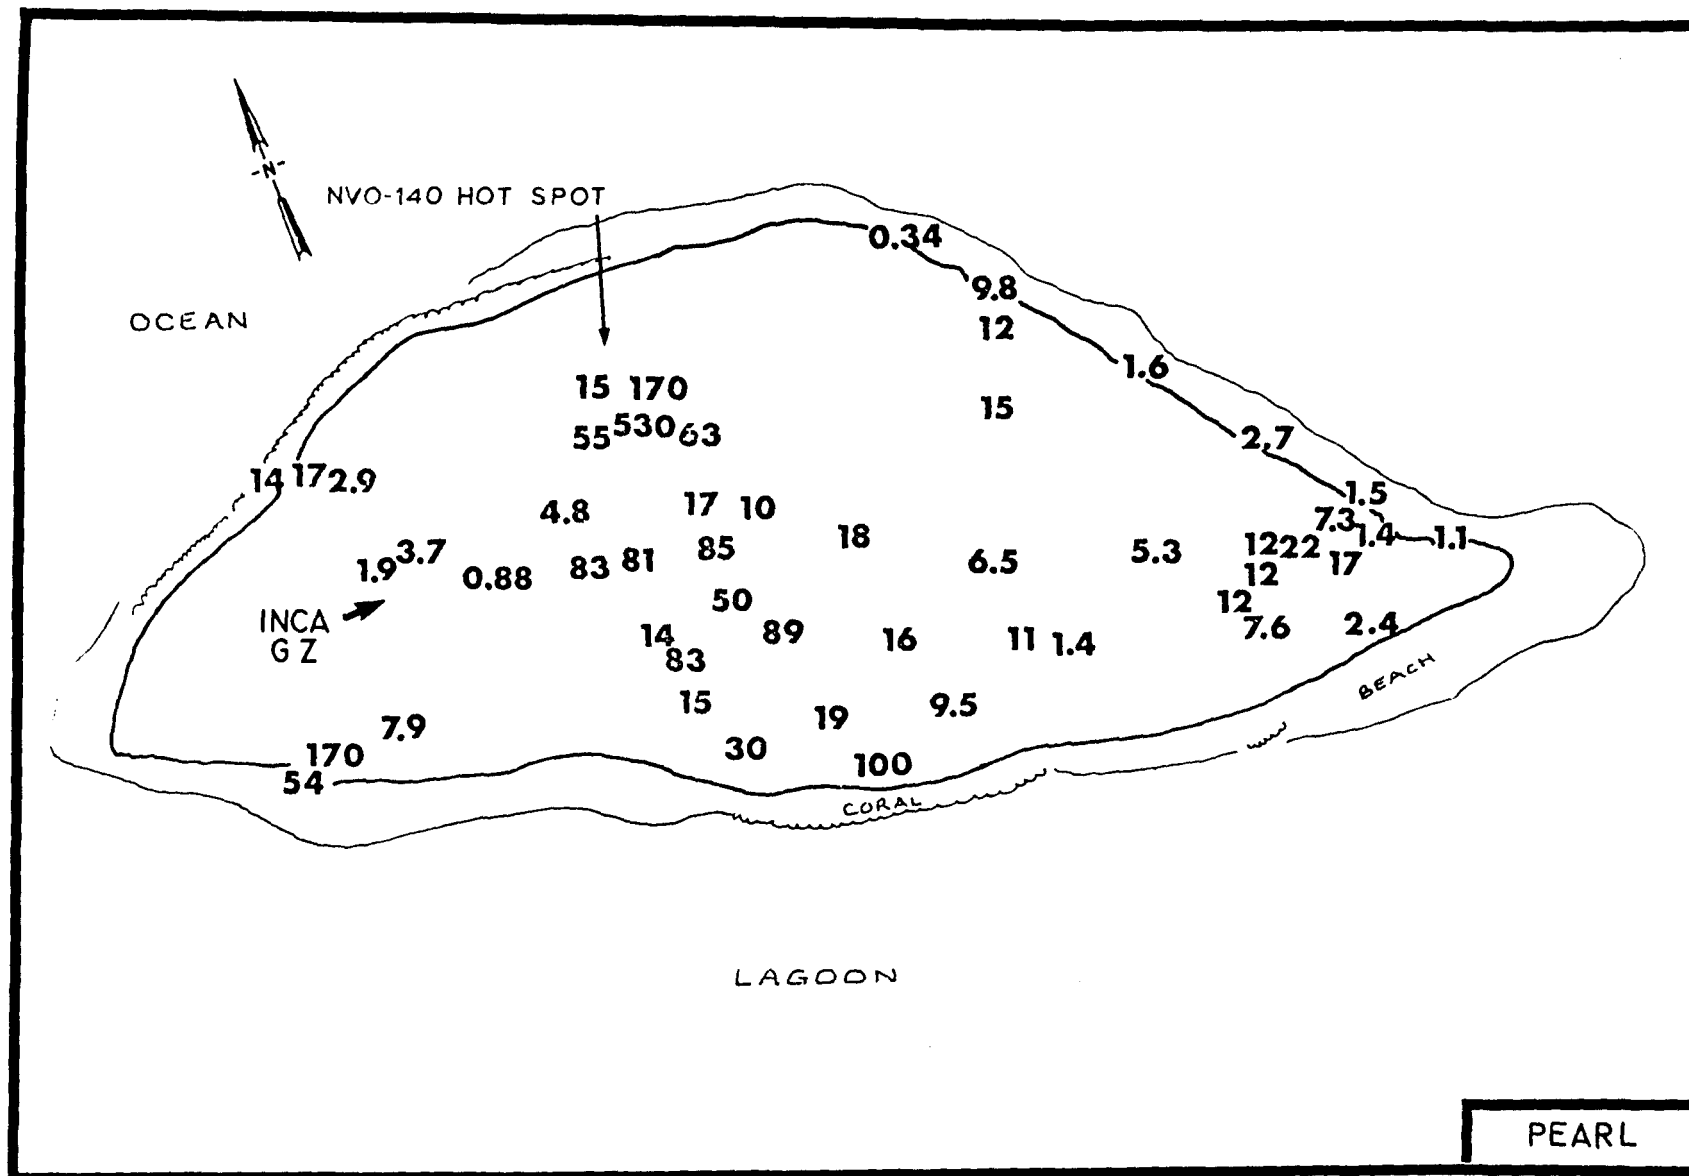 -N-
NVO-140 HOT SPOT
0.34
9.8
OCEAN
12
1.6
15 170
15
55 530 63
2.7
14 17 2.9
1.5
4.8 17 10
7.3
18
1.4 1.1
1.9 3.7
83 81 85
6.5 5.3
12 22
17
0.88
12
INCA
GZ
50
12
14 89 16 11 1.4
7.6 2.4
83
BEACH
15 19 9.5
7.9
30 100
170
54
CORAL
LAGOON
PEARL